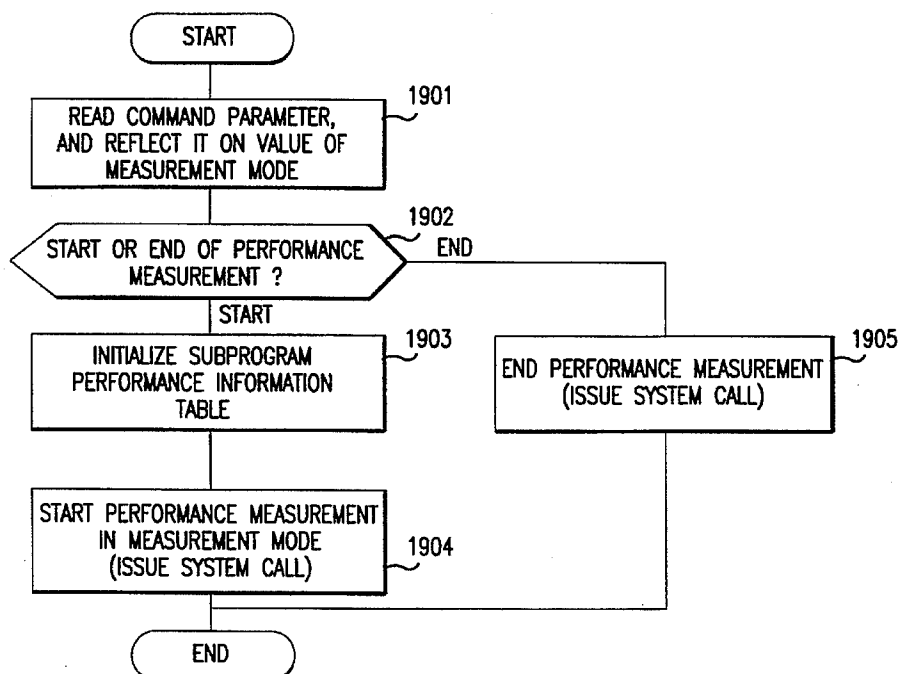 START
1901
READ COMMAND PARAMETER,
AND REFLECT IT ON VALUE OF
MEASUREMENT MODE
1902
START OR END OF PERFORMANCE
MEASUREMENT ?
END
START
1903
INITIALIZE SUBPROGRAM
PERFORMANCE INFORMATION
TABLE
1905
END PERFORMANCE MEASUREMENT
(ISSUE SYSTEM CALL)
START PERFORMANCE MEASUREMENT
IN MEASUREMENT MODE
(ISSUE SYSTEM CALL)
1904
END